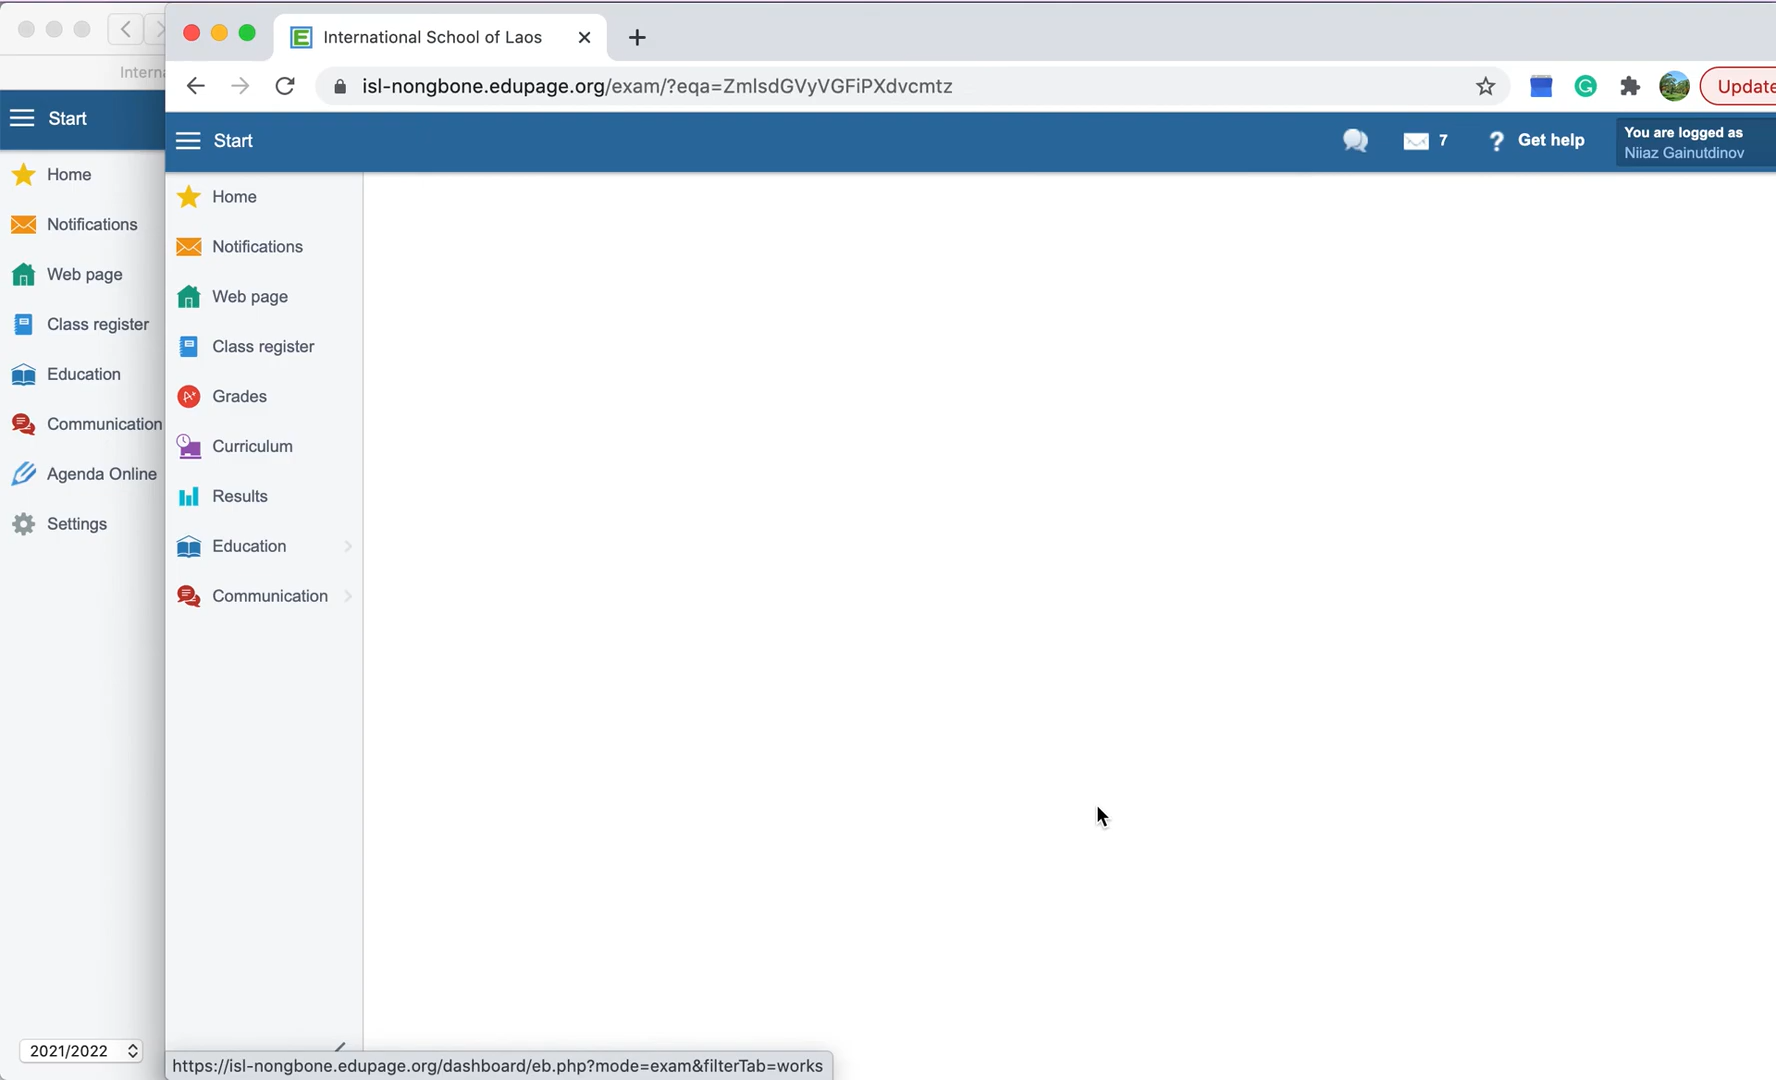 International School of Laos
Interna
isl-nongbone.edupage.org/exam/?eqa=ZmlsdGVyVGFiPXdvcmtz
Update
Start
Home
Notifications
Web page
Class register
Education
Communication
Agenda Online
Settings
2021/2022
Start
7
? Get help
You are logged as
Niiaz Gainutdinov
Home
Notifications
Web page
Class register
A+ Grades
Curriculum
Results
Education
Communication
https://isl-nongbone.edupage.org/dashboard/eb.php?mode=exam&filterTab=works